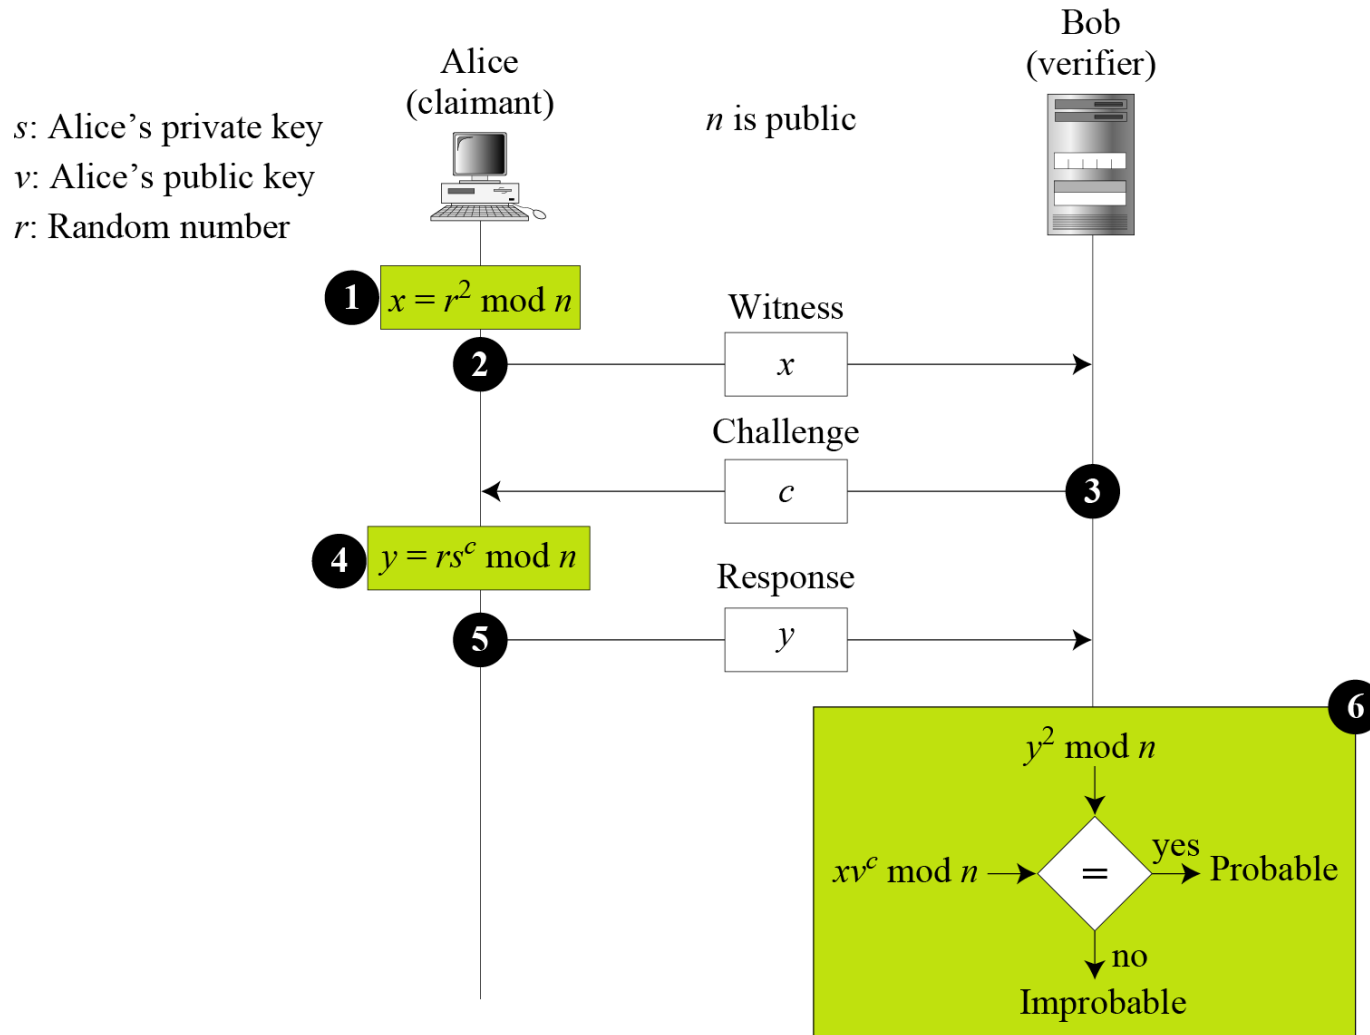 Bob
(verifier)
Alice
(claimant)
n is public
s: Alice’s private key
v: Alice’s public key
r: Random number
1
x = r² mod n
Witness
2
x
Challenge
c
3
4
y = rsᶜ mod n
Response
5
y
6
y² mod n
xvᶜ mod n
=
yes
Probable
no
Improbable